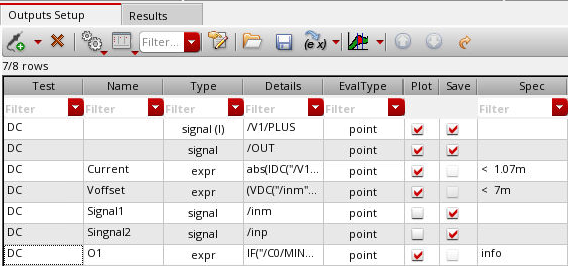 Outputs Setup Results
Filter...
(e x)
7/8 rows
Test Name Type Details EvalType Plot Save Spec
Filter Filter Filter Filter Filter Filter
DC signal (I) /V1/PLUS point
DC signal /OUT point
DC Current expr abs(IDC("/V1... point < 1.07m
DC Voffset expr (VDC("/inm"... point < 7m
DC Signal1 signal /inm point
DC Singnal2 signal /inp point
DC O1 expr IF("/C0/MIN... point info